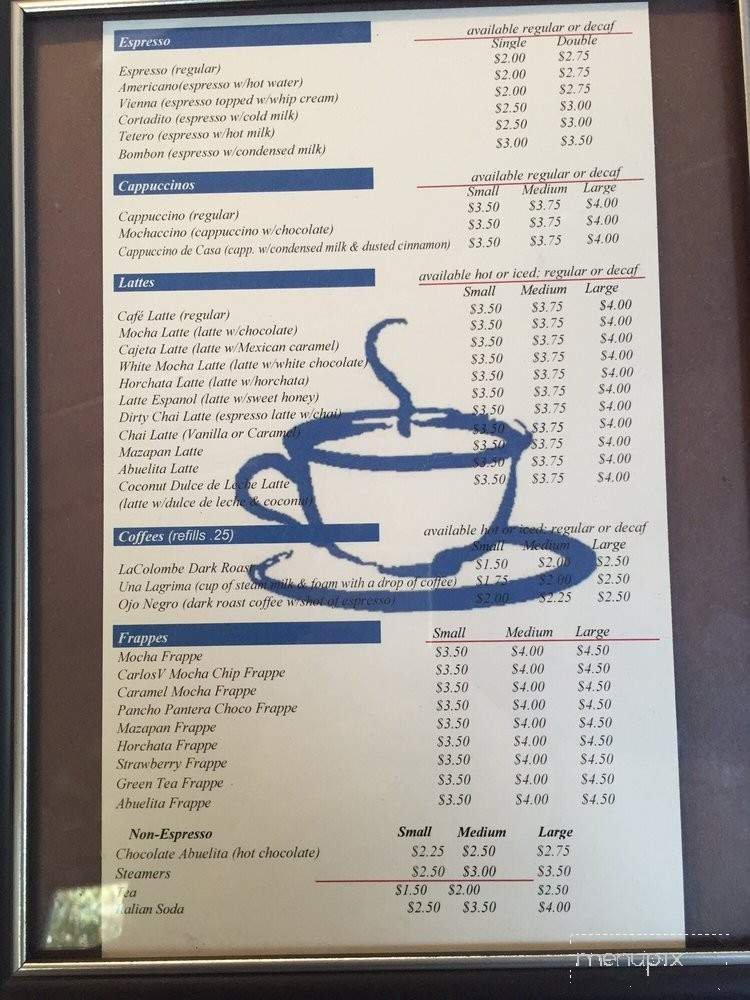 Espresso available regular or decaf
Single Double
Espresso (regular) $2.00 $2.75
Americano(espresso w/hot water) $2.00 $2.75
Vienna (espresso topped w/whip cream) $2.00 $2.75
Cortadito (espresso w/cold milk) $2.50 $3.00
Tetero (espresso w/hot milk) $2.50 $3.00
Bombon (espresso w/condensed milk) $3.00 $3.50
Cappuccinos available regular or decaf
Small Medium Large
Cappuccino (regular) $3.50 $3.75 $4.00
Mochaccino (cappuccino w/chocolate) $3.50 $3.75 $4.00
Cappuccino de Casa (capp. w/condensed milk & dusted cinnamon) $3.50 $3.75 $4.00
Lattes available hot or iced: regular or decaf
Small Medium Large
Café Latte (regular) $3.50 $3.75 $4.00
Mocha Latte (latte w/chocolate) $3.50 $3.75 $4.00
Cajeta Latte (latte w/Mexican caramel) $3.50 $3.75 $4.00
White Mocha Latte (latte w/white chocolate) $3.50 $3.75 $4.00
Horchata Latte (latte w/horchata) $3.50 $3.75 $4.00
Latte Espanol (latte w/sweet honey) $3.50 $3.75 $4.00
Dirty Chai Latte (espresso latte w/chai) $3.50 $3.75 $4.00
Chai Latte (Vanilla or Caramel) $3.50 $3.75 $4.00
Mazapan Latte $3.50 $3.75 $4.00
Abuelita Latte $3.50 $3.75 $4.00
Coconut Dulce de Leche Latte $3.50 $3.75 $4.00
(latte w/dulce de leche & coconut)
Coffees (refills .25) available hot or iced: regular or decaf
Small Medium Large
LaColombe Dark Roast $1.50 $2.00 $2.50
Una Lagrima (cup of steam milk & foam with a drop of coffee) $1.75 $2.00 $2.50
Ojo Negro (dark roast coffee w/shot of espresso) $2.00 $2.25 $2.50
Frappes Small Medium Large
Mocha Frappe $3.50 $4.00 $4.50
CarlosV Mocha Chip Frappe $3.50 $4.00 $4.50
Caramel Mocha Frappe $3.50 $4.00 $4.50
Pancho Pantera Choco Frappe $3.50 $4.00 $4.50
Mazapan Frappe $3.50 $4.00 $4.50
Horchata Frappe $3.50 $4.00 $4.50
Strawberry Frappe $3.50 $4.00 $4.50
Green Tea Frappe $3.50 $4.00 $4.50
Abuelita Frappe $3.50 $4.00 $4.50
Non-Espresso Small Medium Large
Chocolate Abuelita (hot chocolate) $2.25 $2.50 $2.75
Steamers $2.50 $3.00 $3.50
Tea $1.50 $2.00 $2.50
Italian Soda $2.50 $3.50 $4.00
menupix